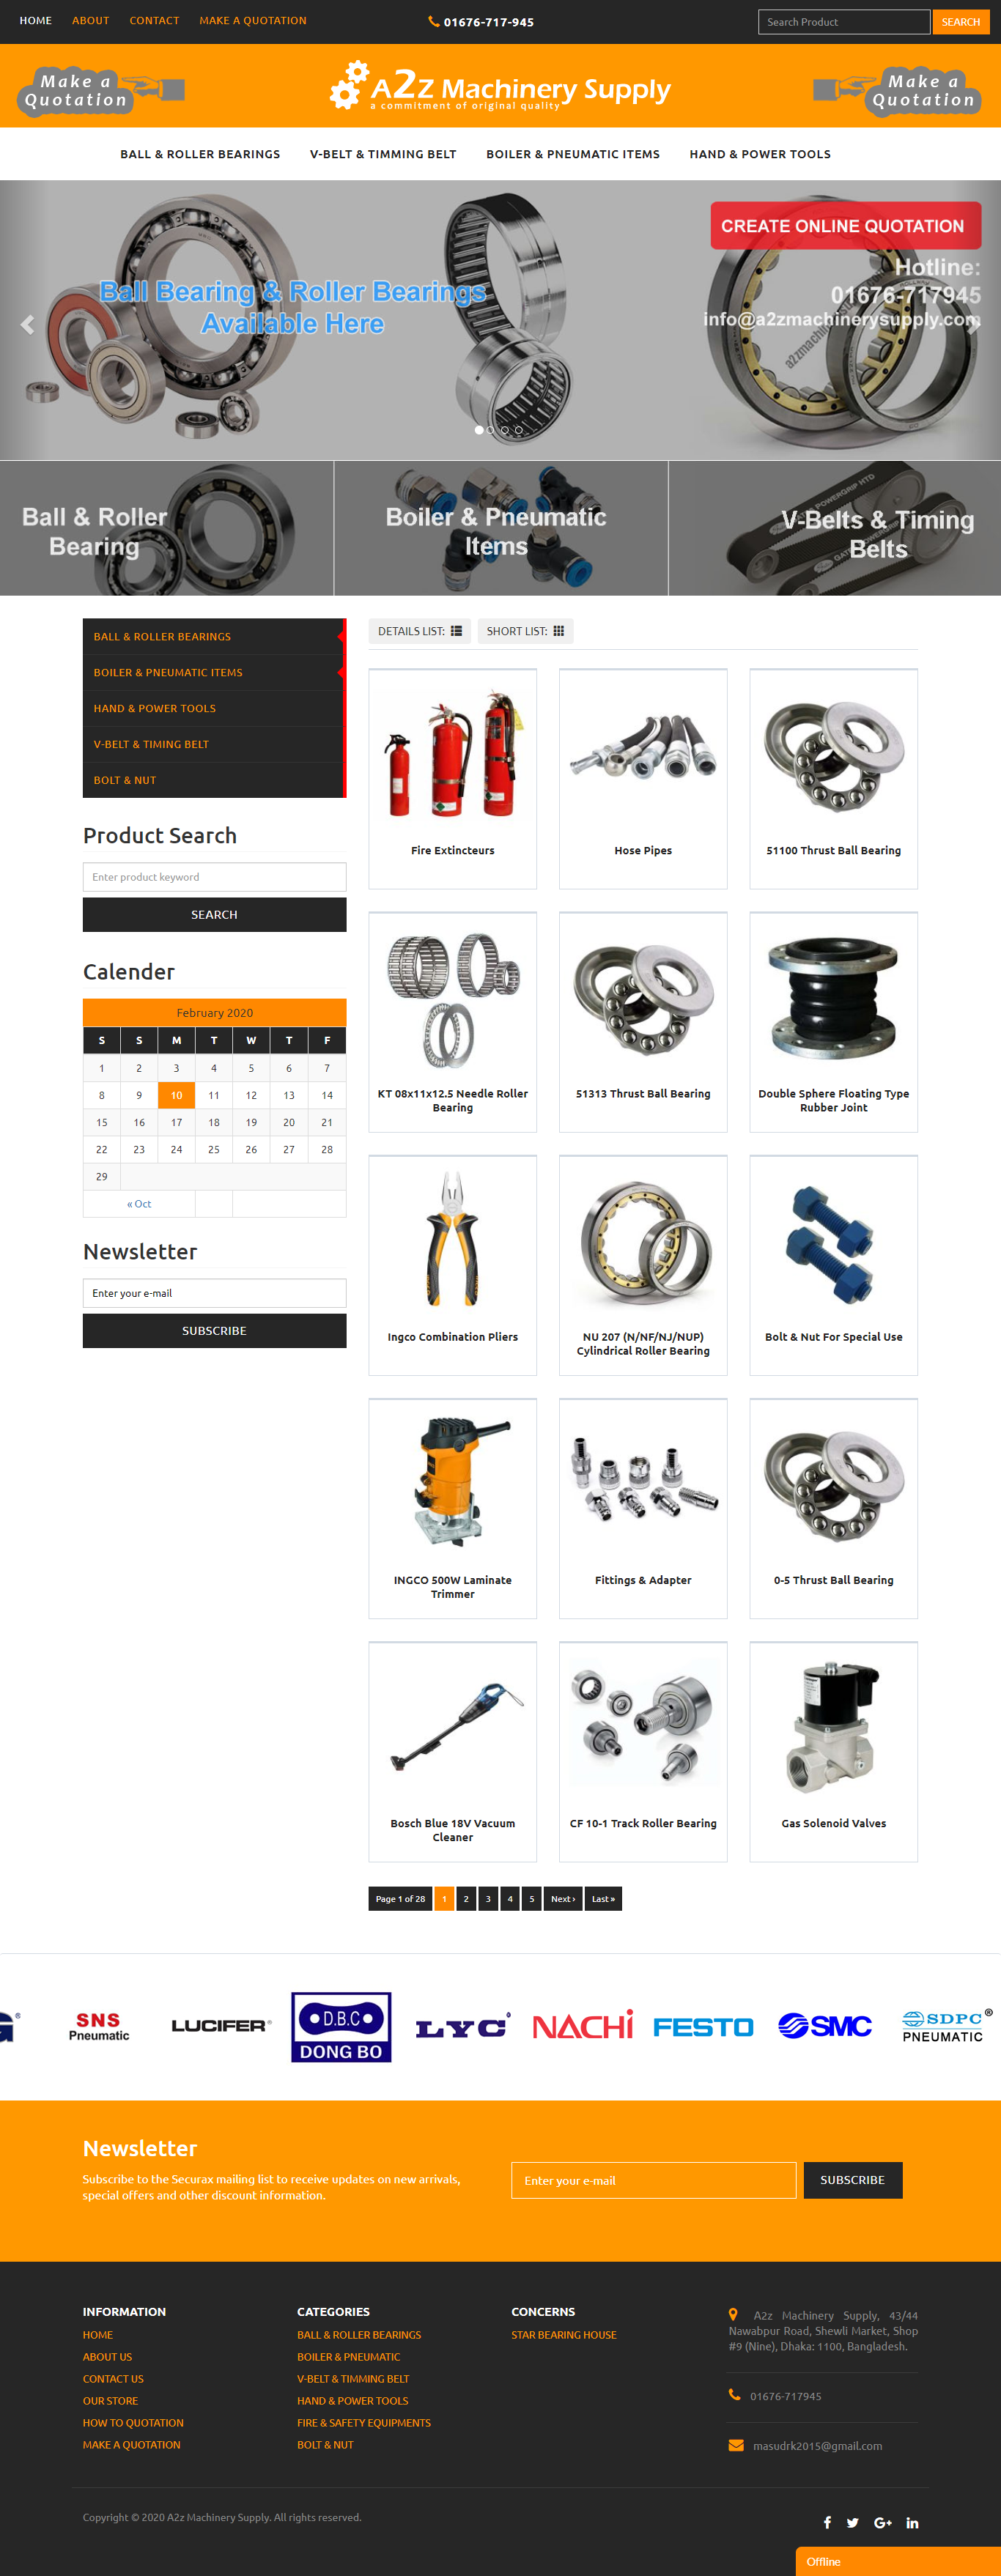 HOME ABOUT CONTACT MAKE A QUOTATION 01676-717-945 Search Product SEARCH
Make a
Quotation
A2z Machinery Supply
a commitment of original quality
Make a
Quotation
BALL & ROLLER BEARINGS V-BELT & TIMMING BELT BOILER & PNEUMATIC ITEMS HAND & POWER TOOLS
Ball Bearing & Roller Bearings
Available Here
CREATE ONLINE QUOTATION
Hotline:
01676-717945
info@a2zmachinerysupply.com
Ball & Roller
Bearing
Boiler & Pneumatic
Items
V-Belts & Timing
Belts
BALL & ROLLER BEARINGS
BOILER & PNEUMATIC ITEMS
HAND & POWER TOOLS
V-BELT & TIMING BELT
BOLT & NUT
Product Search
Enter product keyword
SEARCH
Calender
February 2020
S S M T W T F
1 2 3 4 5 6 7
8 9 10 11 12 13 14
15 16 17 18 19 20 21
22 23 24 25 26 27 28
29
« Oct
Newsletter
Enter your e-mail
SUBSCRIBE
DETAILS LIST: SHORT LIST:
Fire Extincteurs
Hose Pipes
51100 Thrust Ball Bearing
KT 08x11x12.5 Needle Roller
Bearing
51313 Thrust Ball Bearing
Double Sphere Floating Type
Rubber Joint
Ingco Combination Pliers
NU 207 (N/NF/NJ/NUP)
Cylindrical Roller Bearing
Bolt & Nut For Special Use
INGCO 500W Laminate
Trimmer
Fittings & Adapter
0-5 Thrust Ball Bearing
Bosch Blue 18V Vacuum
Cleaner
CF 10-1 Track Roller Bearing
Gas Solenoid Valves
Page 1 of 28 1 2 3 4 5 Next › Last »
SNS
Pneumatic
LUCIFER®
D.B.C
DONG BO
LYC
NACHi
FESTO
SMC
SDPC®
PNEUMATIC
Newsletter
Subscribe to the Securax mailing list to receive updates on new arrivals,
special offers and other discount information.
Enter your e-mail
SUBSCRIBE
INFORMATION
HOME
ABOUT US
CONTACT US
OUR STORE
HOW TO QUOTATION
MAKE A QUOTATION
CATEGORIES
BALL & ROLLER BEARINGS
BOILER & PNEUMATIC
V-BELT & TIMMING BELT
HAND & POWER TOOLS
FIRE & SAFETY EQUIPMENTS
BOLT & NUT
CONCERNS
STAR BEARING HOUSE
A2z Machinery Supply, 43/44
Nawabpur Road, Shewli Market, Shop
#9 (Nine), Dhaka: 1100, Bangladesh.
01676-717945
masudrk2015@gmail.com
Copyright © 2020 A2z Machinery Supply. All rights reserved.
Offline